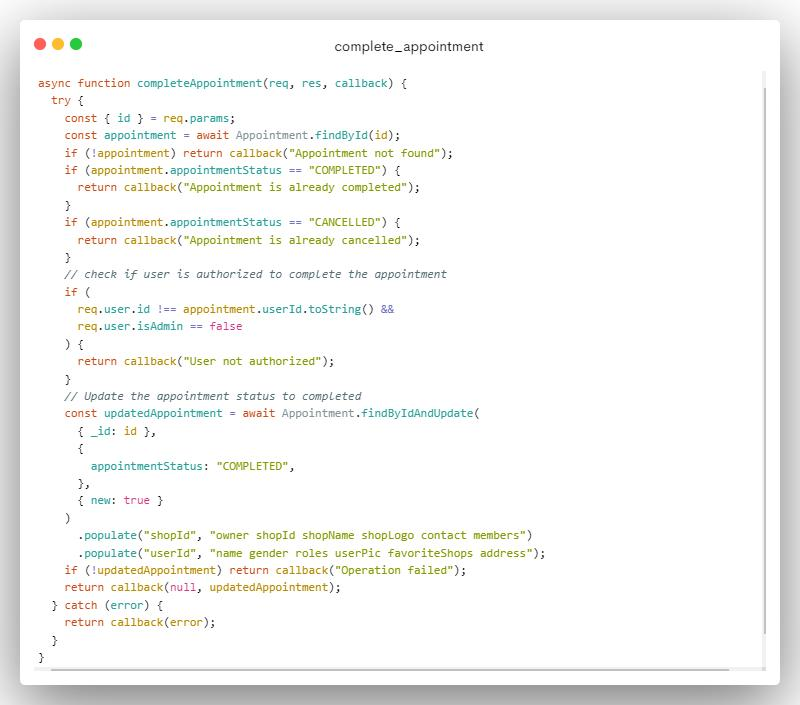 complete_appointment
async function completeAppointment(req, res, callback) {
  try {
    const { id } = req.params;
    const appointment = await Appointment.findById(id);
    if (!appointment) return callback("Appointment not found");
    if (appointment.appointmentStatus == "COMPLETED") {
      return callback("Appointment is already completed");
    }
    if (appointment.appointmentStatus == "CANCELLED") {
      return callback("Appointment is already cancelled");
    }
    // check if user is authorized to complete the appointment
    if (
      req.user.id !== appointment.userId.toString() &&
      req.user.isAdmin == false
    ) {
      return callback("User not authorized");
    }
    // Update the appointment status to completed
    const updatedAppointment = await Appointment.findByIdAndUpdate(
      { _id: id },
      {
        appointmentStatus: "COMPLETED",
      },
      { new: true }
    )
      .populate("shopId", "owner shopId shopName shopLogo contact members")
      .populate("userId", "name gender roles userPic favoriteShops address");
    if (!updatedAppointment) return callback("Operation failed");
    return callback(null, updatedAppointment);
  } catch (error) {
    return callback(error);
  }
}